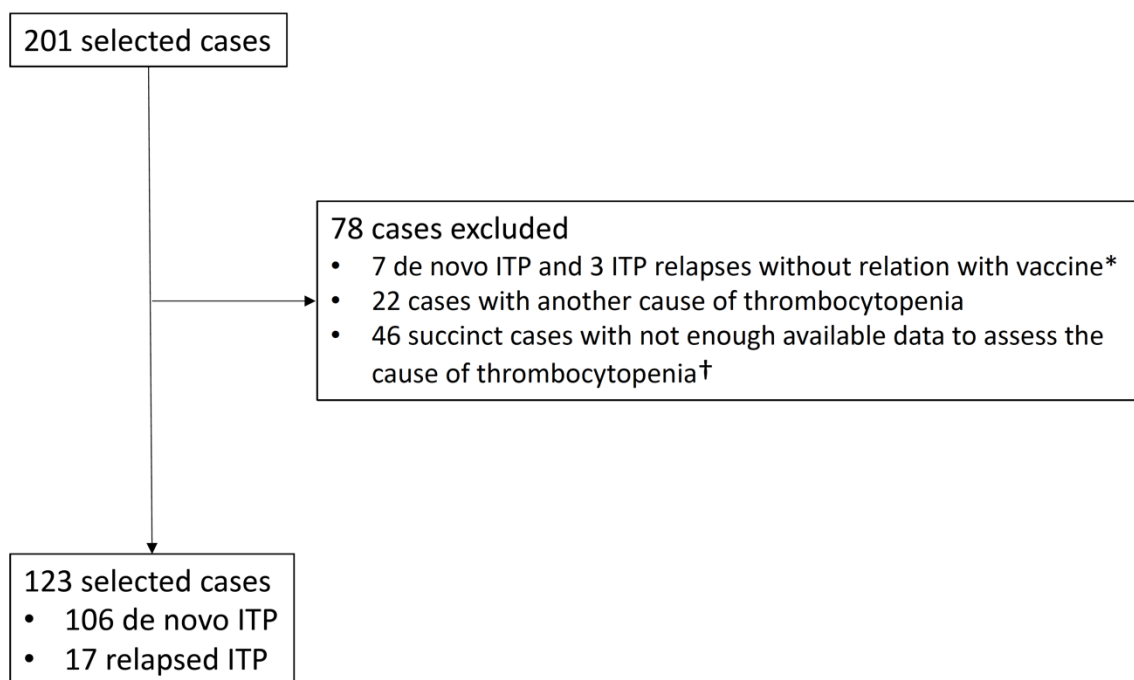 201 selected cases
78 cases excluded
• 7 de novo ITP and 3 ITP relapses without relation with vaccine*
• 22 cases with another cause of thrombocytopenia
• 46 succinct cases with not enough available data to assess the
cause of thrombocytopenia†
123 selected cases
• 106 de novo ITP
• 17 relapsed ITP